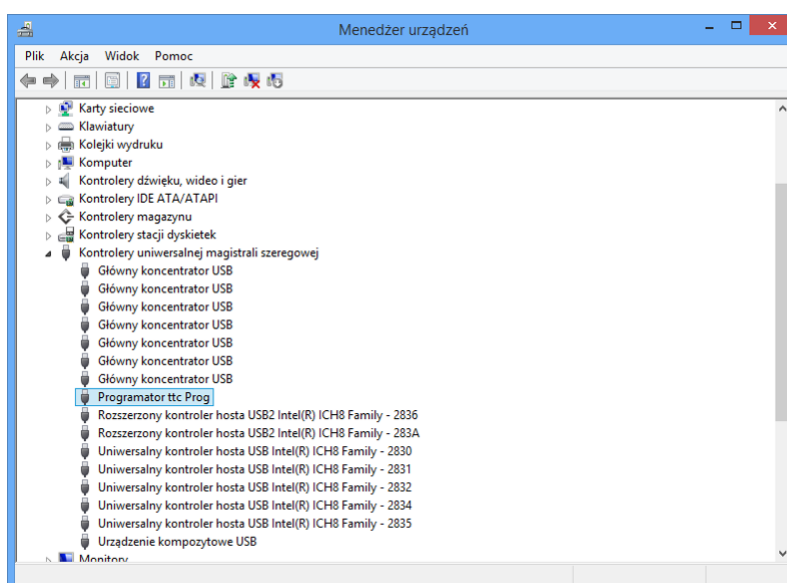 Menedżer urządzeń
Plik Akcja Widok Pomoc
Karty sieciowe
Klawiatury
Kolejki wydruku
Komputer
Kontrolery dźwięku, wideo i gier
Kontrolery IDE ATA/ATAPI
Kontrolery magazynu
Kontrolery stacji dyskietek
Kontrolery uniwersalnej magistrali szeregowej
Główny koncentrator USB
Główny koncentrator USB
Główny koncentrator USB
Główny koncentrator USB
Główny koncentrator USB
Główny koncentrator USB
Główny koncentrator USB
Programator ttc Prog
Rozszerzony kontroler hosta USB2 Intel(R) ICH8 Family - 2836
Rozszerzony kontroler hosta USB2 Intel(R) ICH8 Family - 283A
Uniwersalny kontroler hosta USB Intel(R) ICH8 Family - 2830
Uniwersalny kontroler hosta USB Intel(R) ICH8 Family - 2831
Uniwersalny kontroler hosta USB Intel(R) ICH8 Family - 2832
Uniwersalny kontroler hosta USB Intel(R) ICH8 Family - 2834
Uniwersalny kontroler hosta USB Intel(R) ICH8 Family - 2835
Urządzenie kompozytowe USB
Monitory